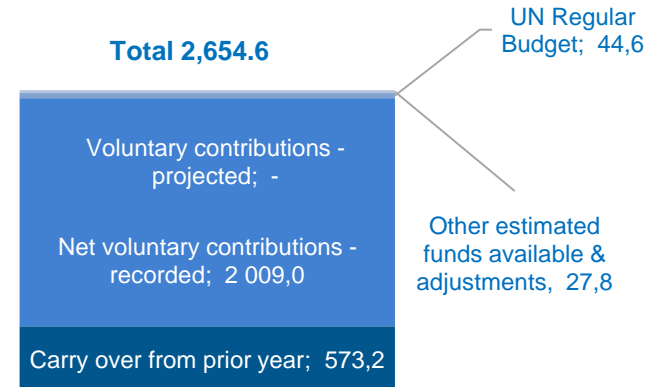 UN Regular
Budget;  44,6
Total 2,654.6
Voluntary contributions -
projected;  -
Net voluntary contributions -
recorded;  2 009,0
Other estimated
funds available &
adjustments,  27,8
Carry over from prior year;  573,2